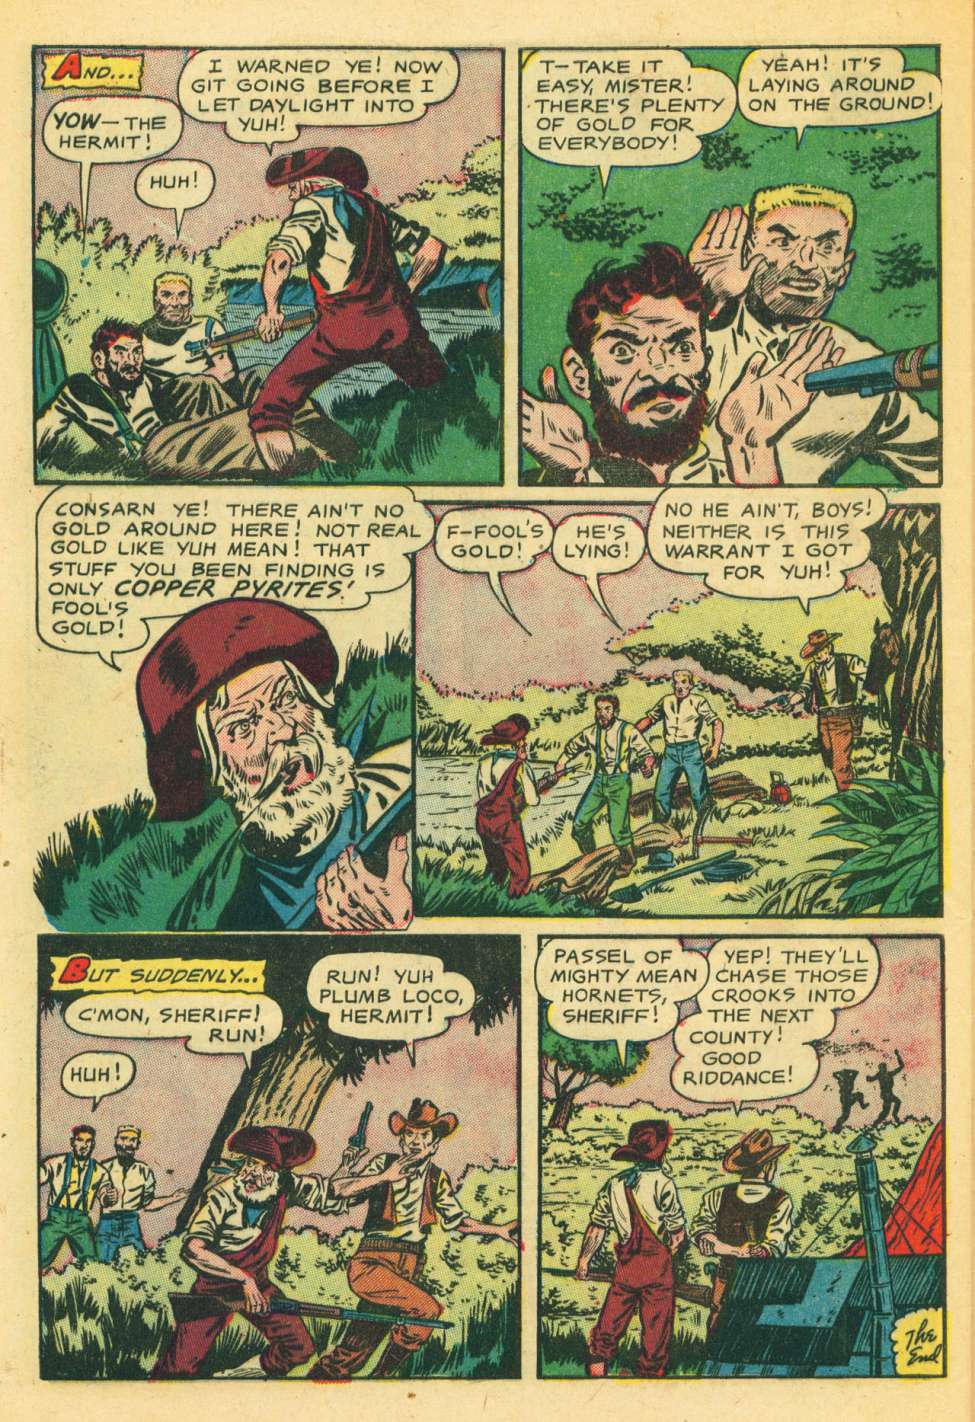 AND...
YOW—THE
HERMIT!
HUH!
I WARNED YE! NOW
GIT GOING BEFORE I
LET DAYLIGHT INTO
YUH!
T-TAKE IT
EASY, MISTER!
THERE'S PLENTY
OF GOLD FOR
EVERYBODY!
YEAH! IT'S
LAYING AROUND
ON THE GROUND!
CONSARN YE! THERE AIN'T NO
GOLD AROUND HERE! NOT REAL
GOLD LIKE YUH MEAN! THAT
STUFF YOU BEEN FINDING IS
ONLY COPPER PYRITES!
FOOL'S
GOLD!
F-FOOL'S
GOLD!
HE'S
LYING!
NO HE AIN'T, BOYS!
NEITHER IS THIS
WARRANT I GOT
FOR YUH!
BUT SUDDENLY...
HUH!
C'MON, SHERIFF!
RUN!
RUN! YUH
PLUMB LOCO,
HERMIT!
PASSEL OF
MIGHTY MEAN
HORNETS,
SHERIFF!
YEP! THEY'LL
CHASE THOSE
CROOKS INTO
THE NEXT
COUNTY!
GOOD
RIDDANCE!
The
End